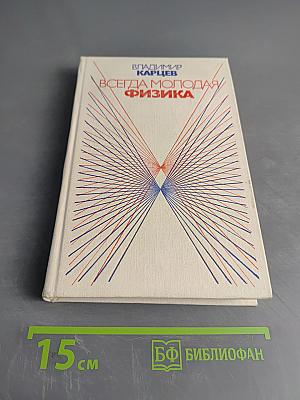 ВЛАДИМИР
КАРЦЕВ
ВСЕГДА МОЛОДАЯ
ФИЗИКА
15 см
БФ БИБЛИОФАН